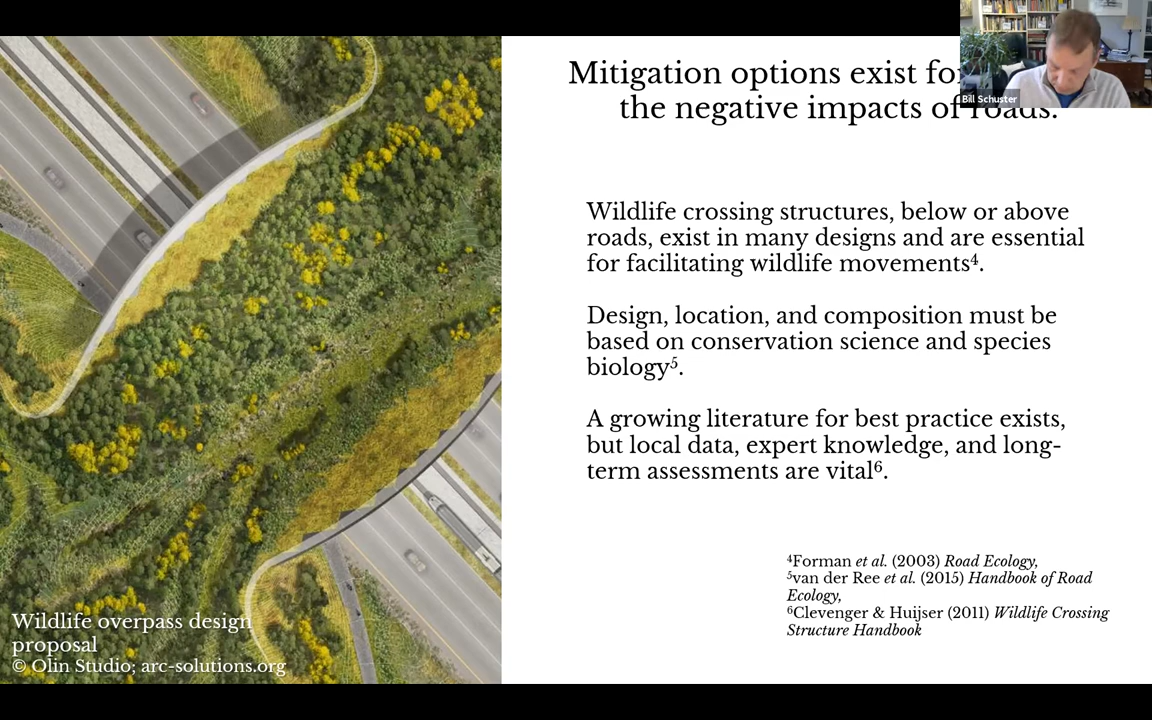 Mitigation options exist fo
the negative impacts of roads.
Bill Schuster
Wildlife crossing structures, below or above
roads, exist in many designs and are essential
for facilitating wildlife movements⁴.
Design, location, and composition must be
based on conservation science and species
biology⁵.
A growing literature for best practice exists,
but local data, expert knowledge, and long-
term assessments are vital⁶.
⁴Forman et al. (2003) Road Ecology,
⁵van der Ree et al. (2015) Handbook of Road
Ecology,
⁶Clevenger & Huijser (2011) Wildlife Crossing
Structure Handbook
Wildlife overpass design
proposal
© Olin Studio; arc-solutions.org